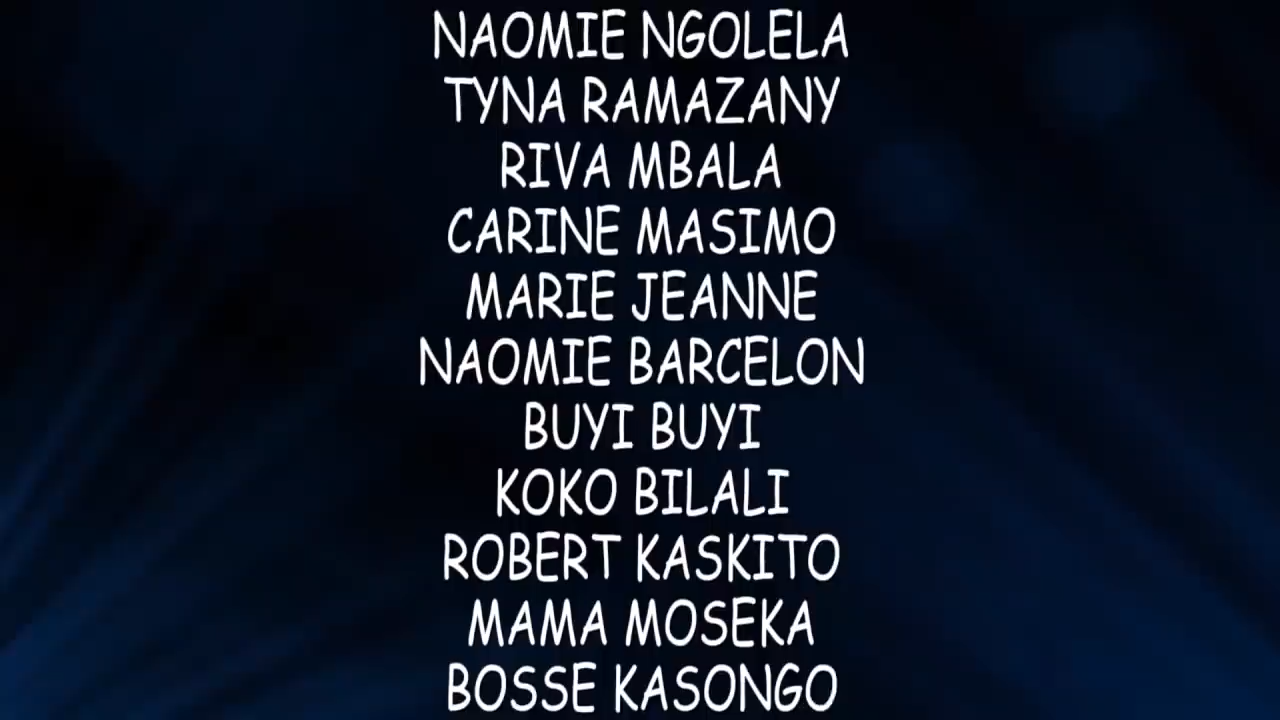 NAOMIE NGOLELA
TYNA RAMAZANY
RIVA MBALA
CARINE MASIMO
MARIE JEANNE
NAOMIE BARCELON
BUYI BUYI
KOKO BILALI
ROBERT KASKITO
MAMA MOSEKA
BOSSE KASONGO